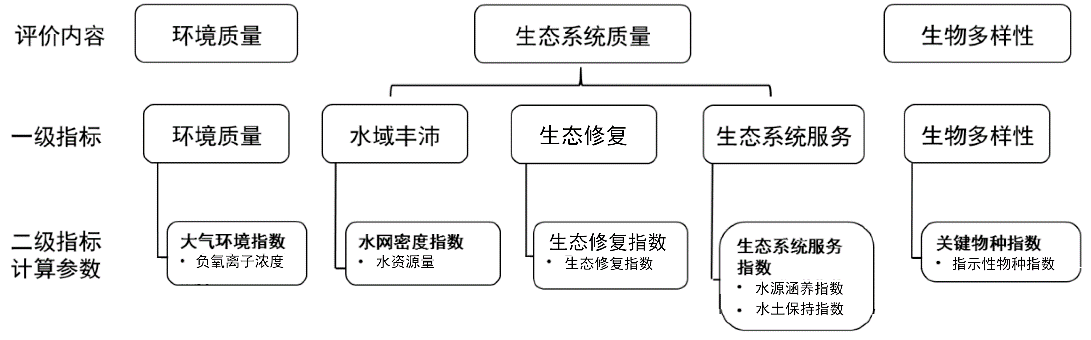 评价内容
环境质量
生态系统质量
生物多样性
一级指标
环境质量
水域丰沛
生态修复
生态系统服务
生物多样性
二级指标
计算参数
大气环境指数
• 负氧离子浓度
水网密度指数
• 水资源量
生态修复指数
• 生态修复指数
生态系统服务
指数
• 水源涵养指数
• 水土保持指数
关键物种指数
• 指示性物种指数